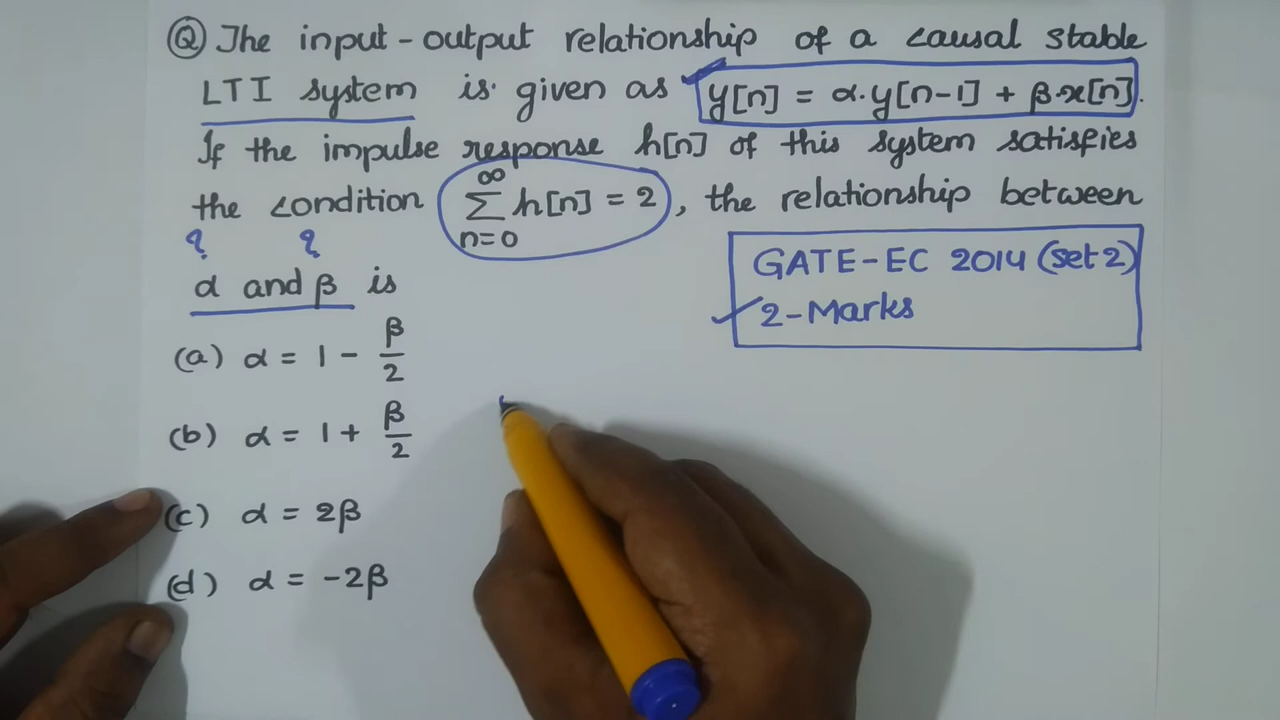 Q The input-output relationship of a causal stable
LTI system is given as y[n] = α.y[n-1] + β.x[n].
If the impulse response h[n] of this system satisfies
the condition ∞∑n=0 h[n] = 2, the relationship between
? ?
α and β is
GATE-EC 2014 (set 2)
2-Marks
(a) α = 1 - β/2
(b) α = 1 + β/2
(c) α = 2β
(d) α = -2β